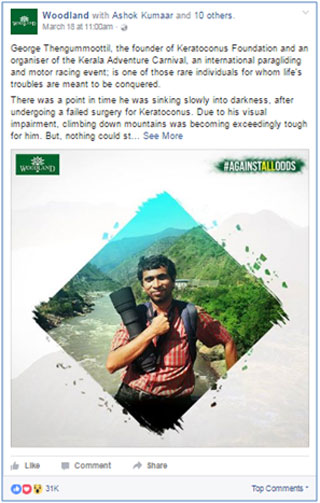 Woodland with Ashok Kumaar and 10 others.
March 18 at 11:00am
George Thengummoottil, the founder of Keratoconus Foundation and an
organiser of the Kerala Adventure Carnival, an international paragliding
and motor racing event; is one of those rare individuals for whom life's
troubles are meant to be conquered.
There was a point in time he was sinking slowly into darkness, after
undergoing a failed surgery for Keratoconus. Due to his visual
impairment, climbing down mountains was becoming exceedingly tough
for him. But, nothing could st... See More
WOODLAND
#AGAINSTALLODDS
Like Comment Share
31K Top Comments